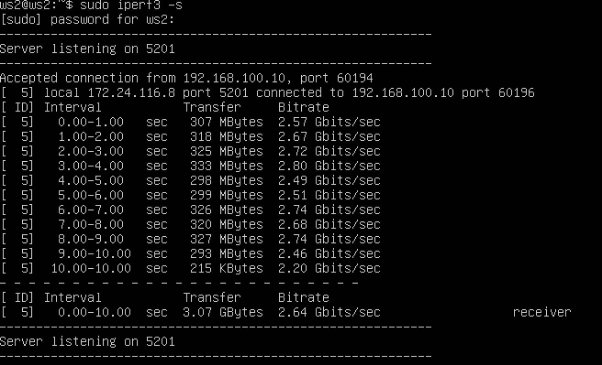 ws2@ws2:~$ sudo iperf3 -s
[sudo] password for ws2:
-----------------------------------------------------------
Server listening on 5201
-----------------------------------------------------------
Accepted connection from 192.168.100.10, port 60194
[  5] local 172.24.116.8 port 5201 connected to 192.168.100.10 port 60196
[ ID] Interval           Transfer     Bitrate
[  5]   0.00-1.00   sec   307 MBytes  2.57 Gbits/sec
[  5]   1.00-2.00   sec   318 MBytes  2.67 Gbits/sec
[  5]   2.00-3.00   sec   325 MBytes  2.72 Gbits/sec
[  5]   3.00-4.00   sec   333 MBytes  2.80 Gbits/sec
[  5]   4.00-5.00   sec   298 MBytes  2.49 Gbits/sec
[  5]   5.00-6.00   sec   299 MBytes  2.51 Gbits/sec
[  5]   6.00-7.00   sec   326 MBytes  2.74 Gbits/sec
[  5]   7.00-8.00   sec   320 MBytes  2.68 Gbits/sec
[  5]   8.00-9.00   sec   327 MBytes  2.74 Gbits/sec
[  5]   9.00-10.00  sec   293 MBytes  2.46 Gbits/sec
[  5]  10.00-10.00  sec   215 KBytes  2.20 Gbits/sec
- - - - - - - - - - - - - - - - - - - - - - - - -
[ ID] Interval           Transfer     Bitrate
[  5]   0.00-10.00  sec  3.07 GBytes  2.64 Gbits/sec                  receiver
-----------------------------------------------------------
Server listening on 5201
-----------------------------------------------------------